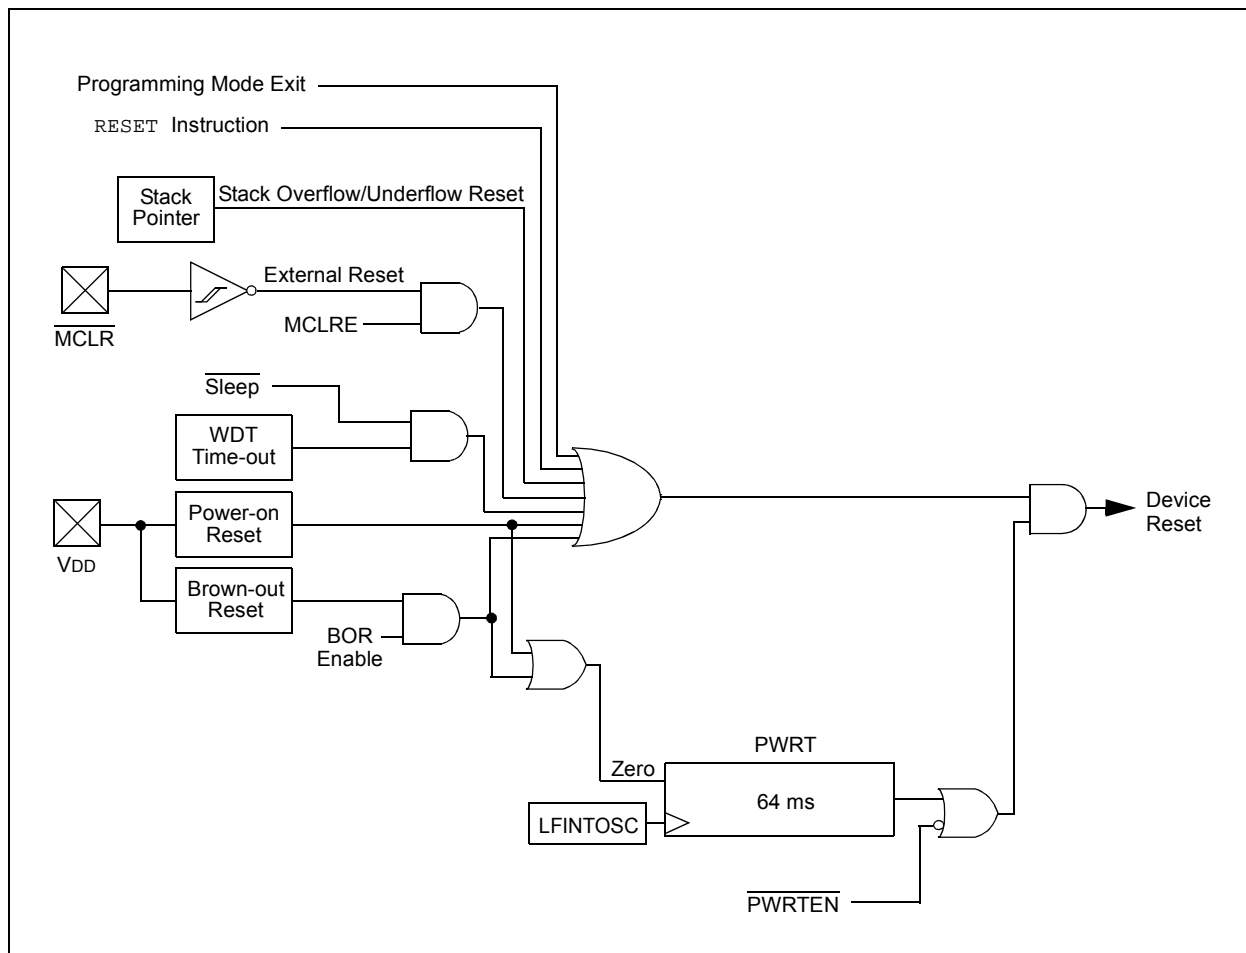 Programming Mode Exit
RESET Instruction
Stack
Pointer
Stack Overflow/Underflow Reset
External Reset
MCLR
MCLRE
Sleep
WDT
Time-out
Power-on
Reset
VDD
Brown-out
Reset
BOR
Enable
Device
Reset
PWRT
Zero
64 ms
LFINTOSC
PWRTEN